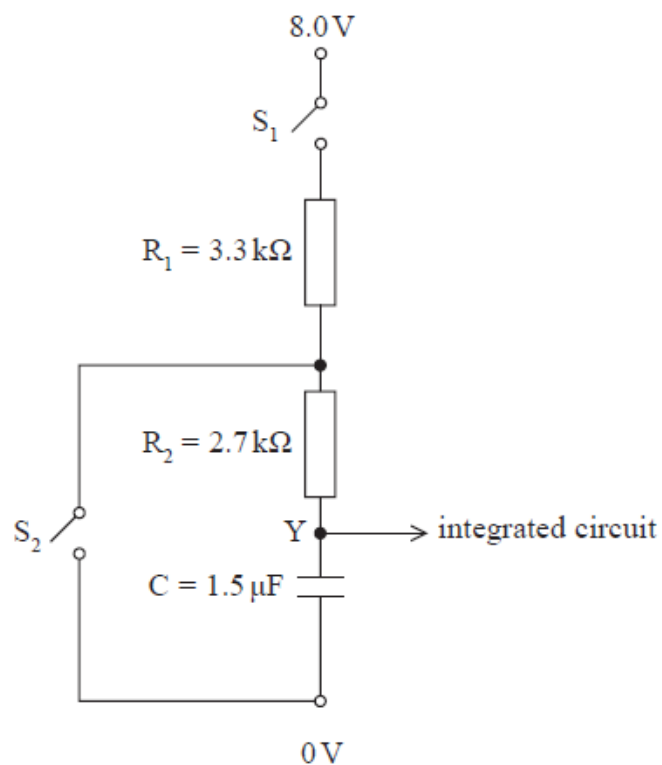 8.0 V
S₁
R₁ = 3.3 kΩ
R₂ = 2.7 kΩ
S₂
Y
integrated circuit
C = 1.5 μF
0 V